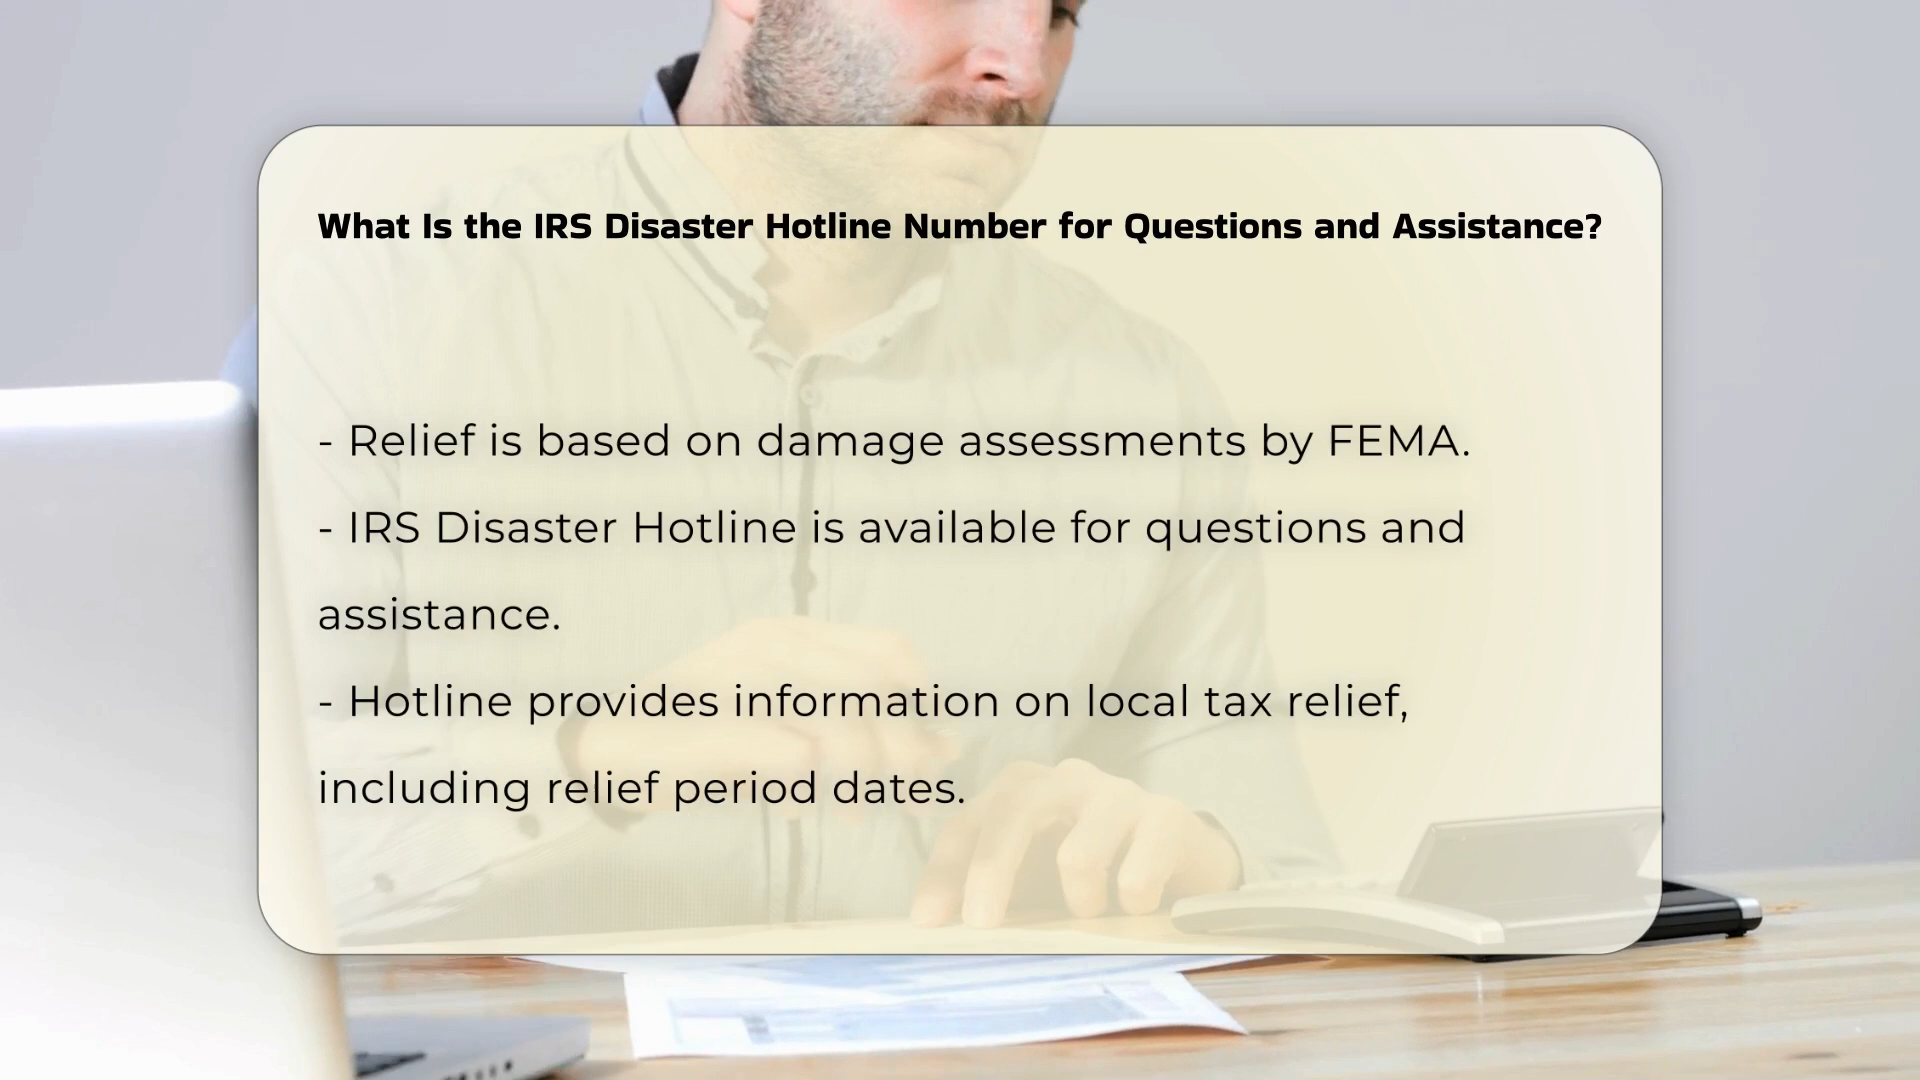 What Is the IRS Disaster Hotline Number for Questions and Assistance?
- Relief is based on damage assessments by FEMA.
- IRS Disaster Hotline is available for questions and
assistance.
- Hotline provides information on local tax relief,
including relief period dates.